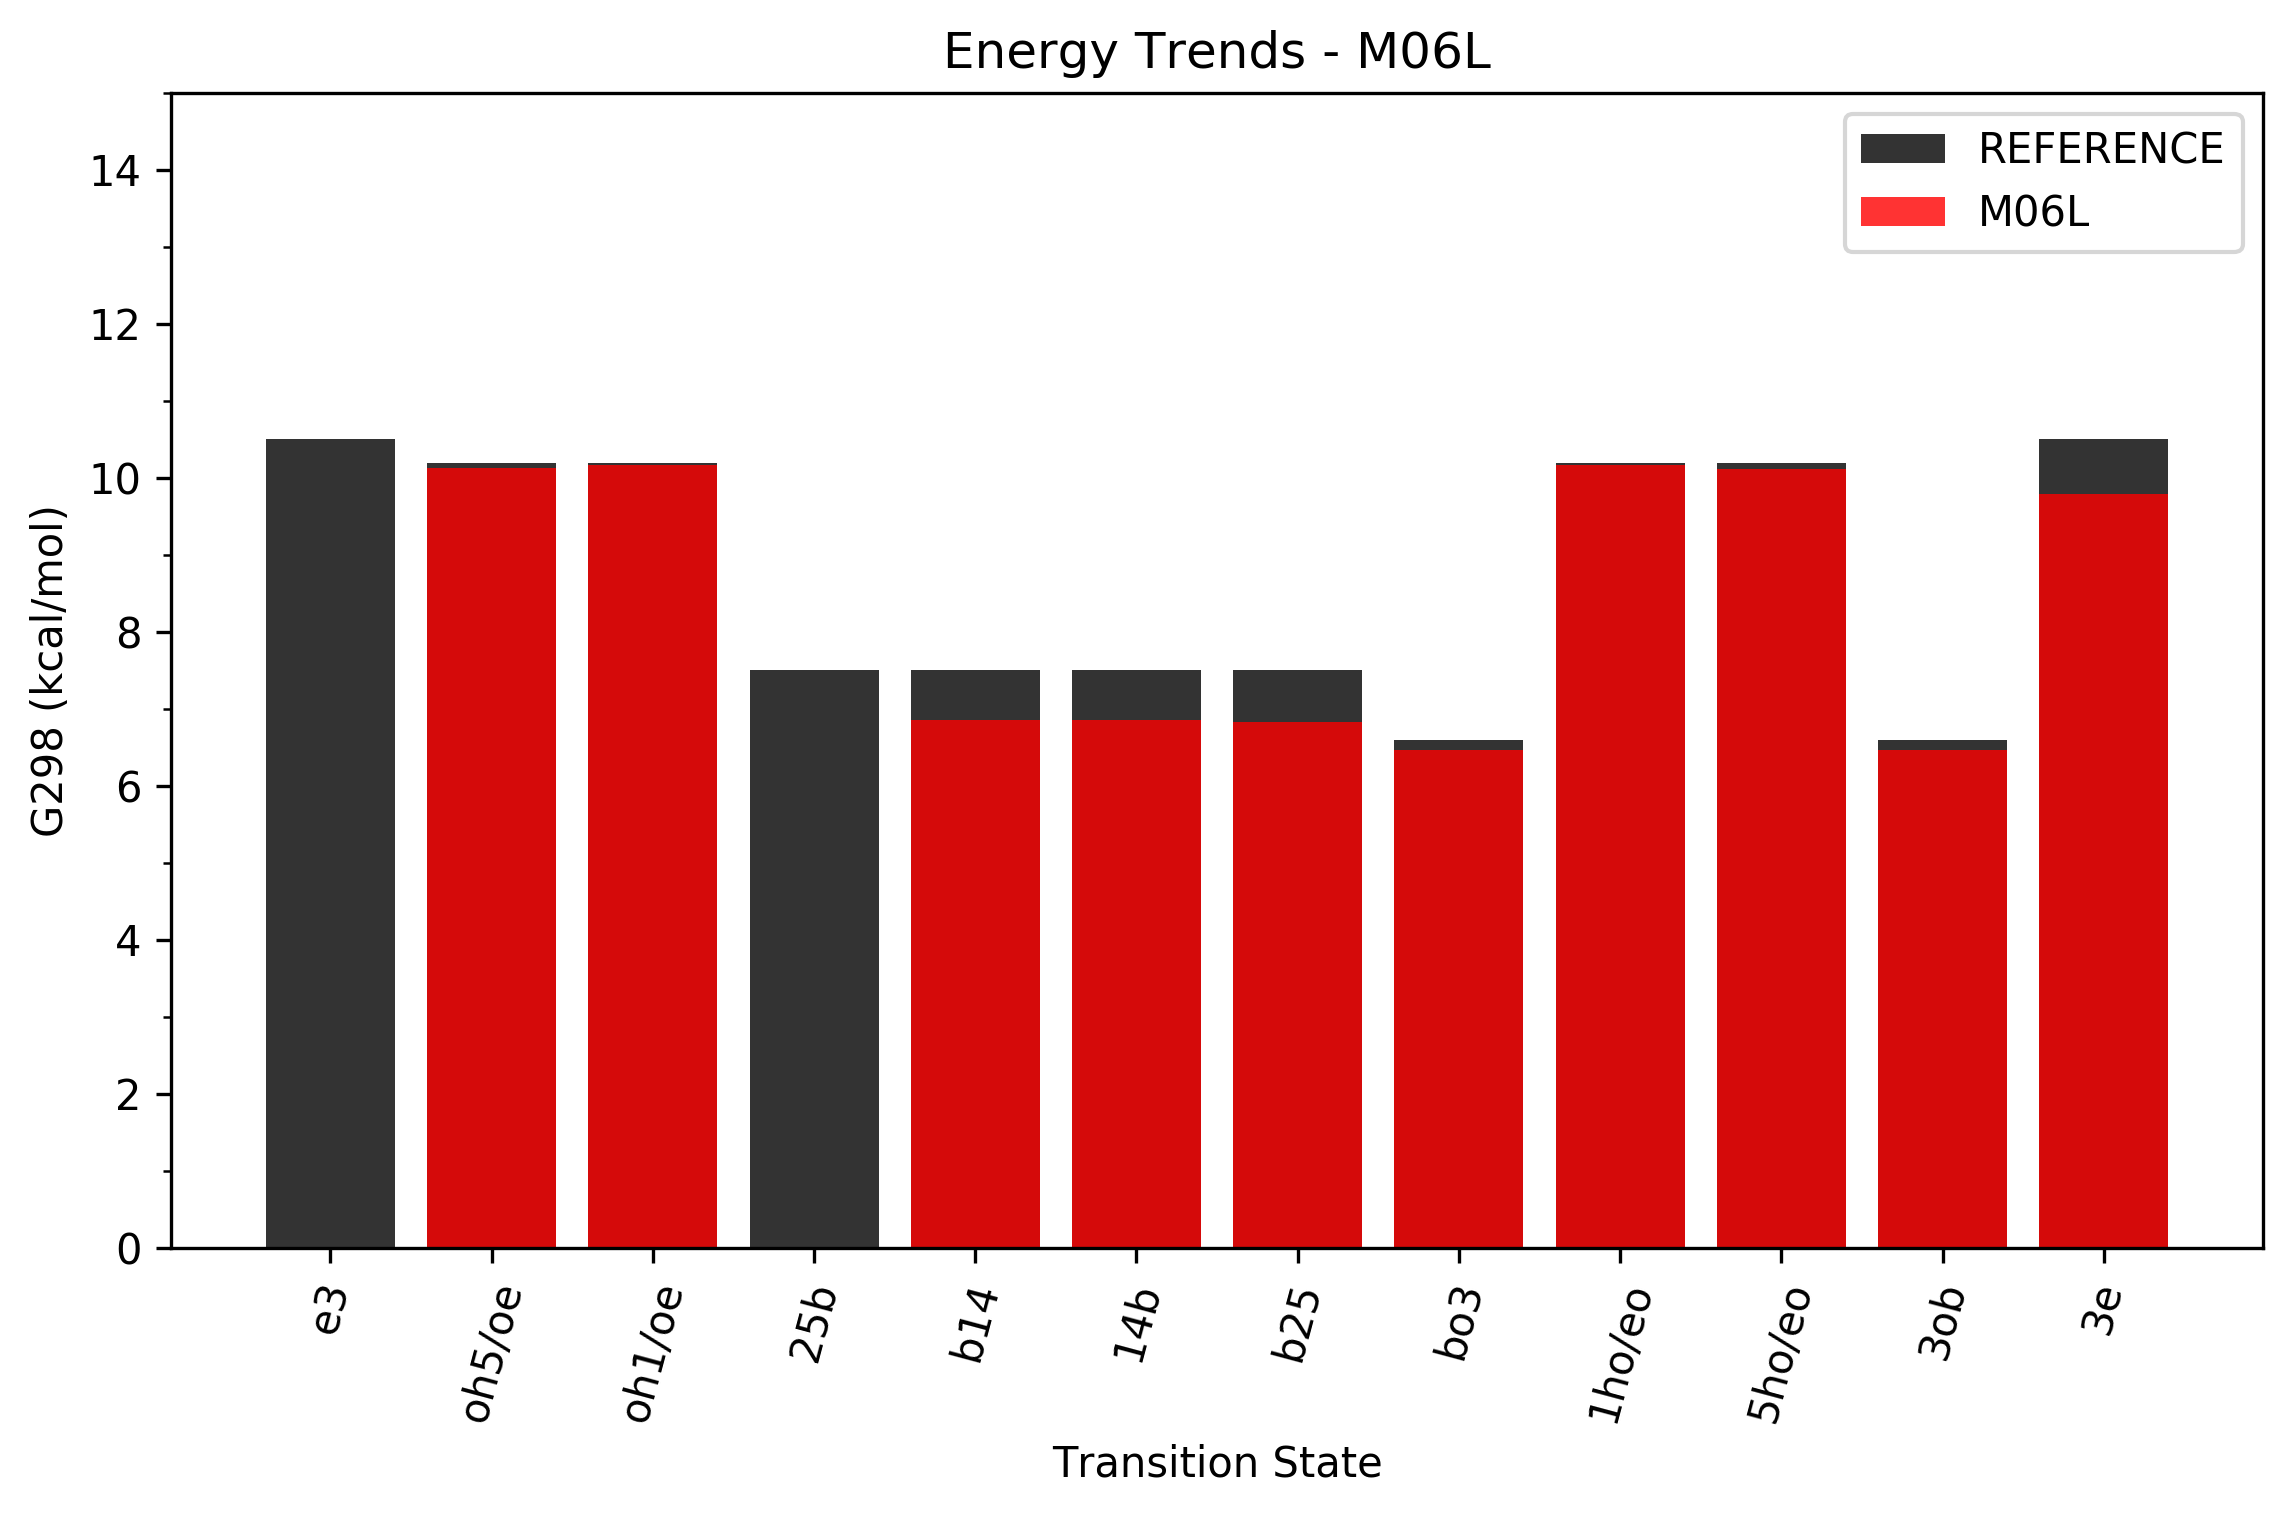 Energy Trends - M06L
REFERENCE
M06L
G298 (kcal/mol)
14
12
10
8
6
4
2
0
e3
oh5/oe
oh1/oe
25b
b14
14b
b25
bo3
1ho/eo
5ho/eo
3ob
3e
Transition State